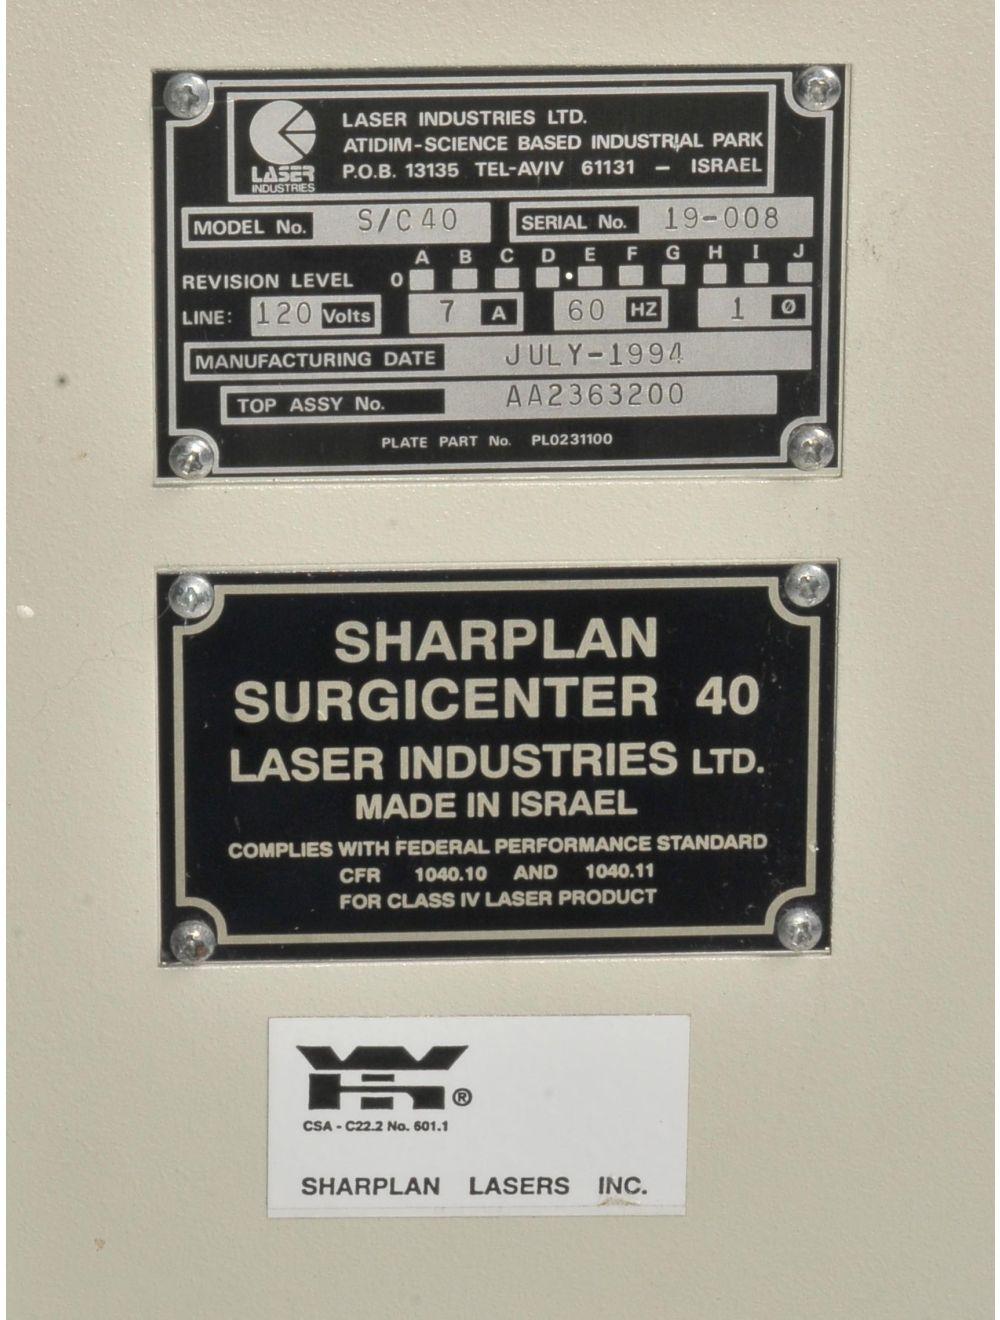 LASER INDUSTRIES LTD.
ATIDIM-SCIENCE BASED INDUSTRIAL PARK
P.O.B. 13135 TEL-AVIV 61131 — ISRAEL
LASER
INDUSTRIES
MODEL No. S/C40 SERIAL No. 19-008
A B C D E F G H I J
REVISION LEVEL 0
LINE: 120 Volts 7 A 60 HZ 1 Ø
MANUFACTURING DATE JULY-1994
TOP ASSY No. AA2363200
PLATE PART No. PL0231100
SHARPLAN
SURGICENTER 40
LASER INDUSTRIES LTD.
MADE IN ISRAEL
COMPLIES WITH FEDERAL PERFORMANCE STANDARD
CFR 1040.10 AND 1040.11
FOR CLASS IV LASER PRODUCT
®
CSA - C22.2 No. 601.1
SHARPLAN LASERS INC.